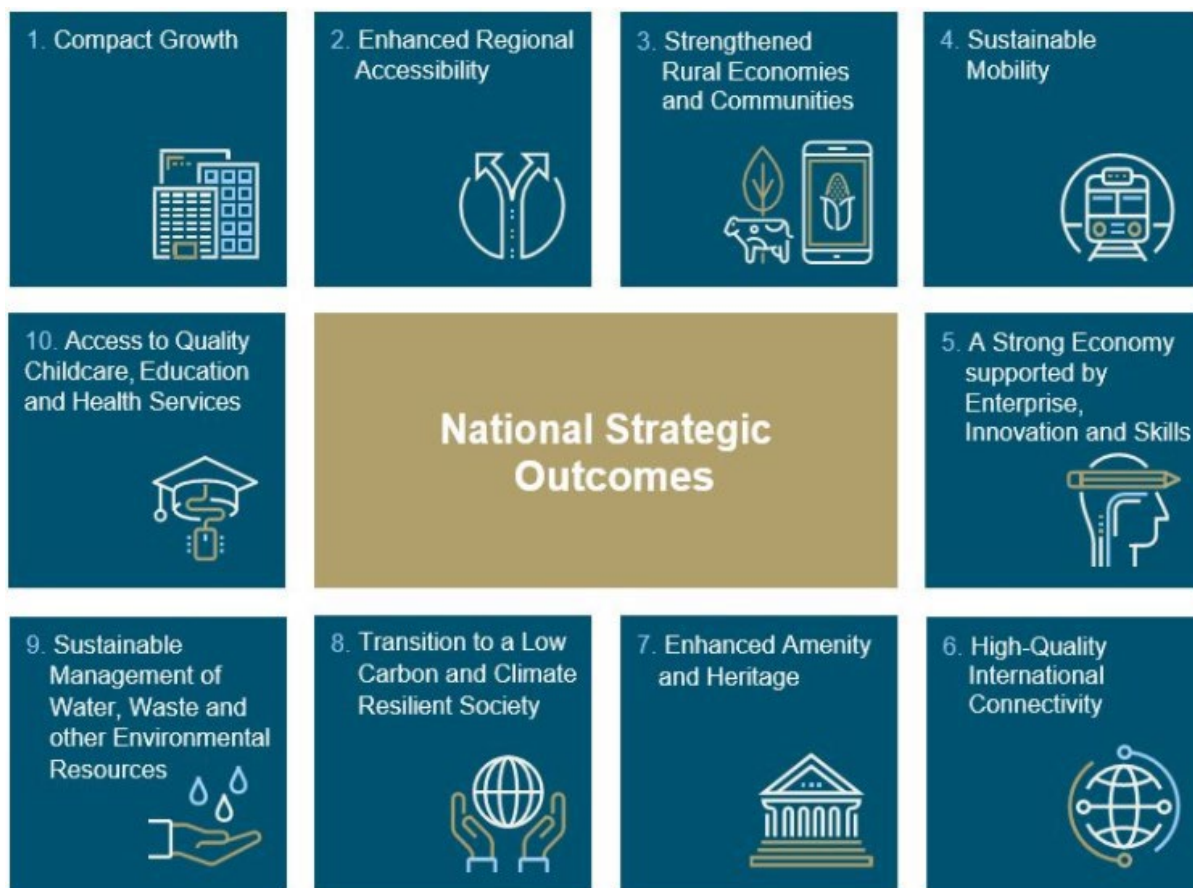 1. Compact Growth
2. Enhanced Regional
Accessibility
3. Strengthened
Rural Economies
and Communities
4. Sustainable
Mobility
10. Access to Quality
Childcare, Education
and Health Services
National Strategic
Outcomes
5. A Strong Economy
supported by
Enterprise,
Innovation and Skills
9. Sustainable
Management of
Water, Waste and
other Environmental
Resources
8. Transition to a Low
Carbon and Climate
Resilient Society
7. Enhanced Amenity
and Heritage
6. High-Quality
International
Connectivity